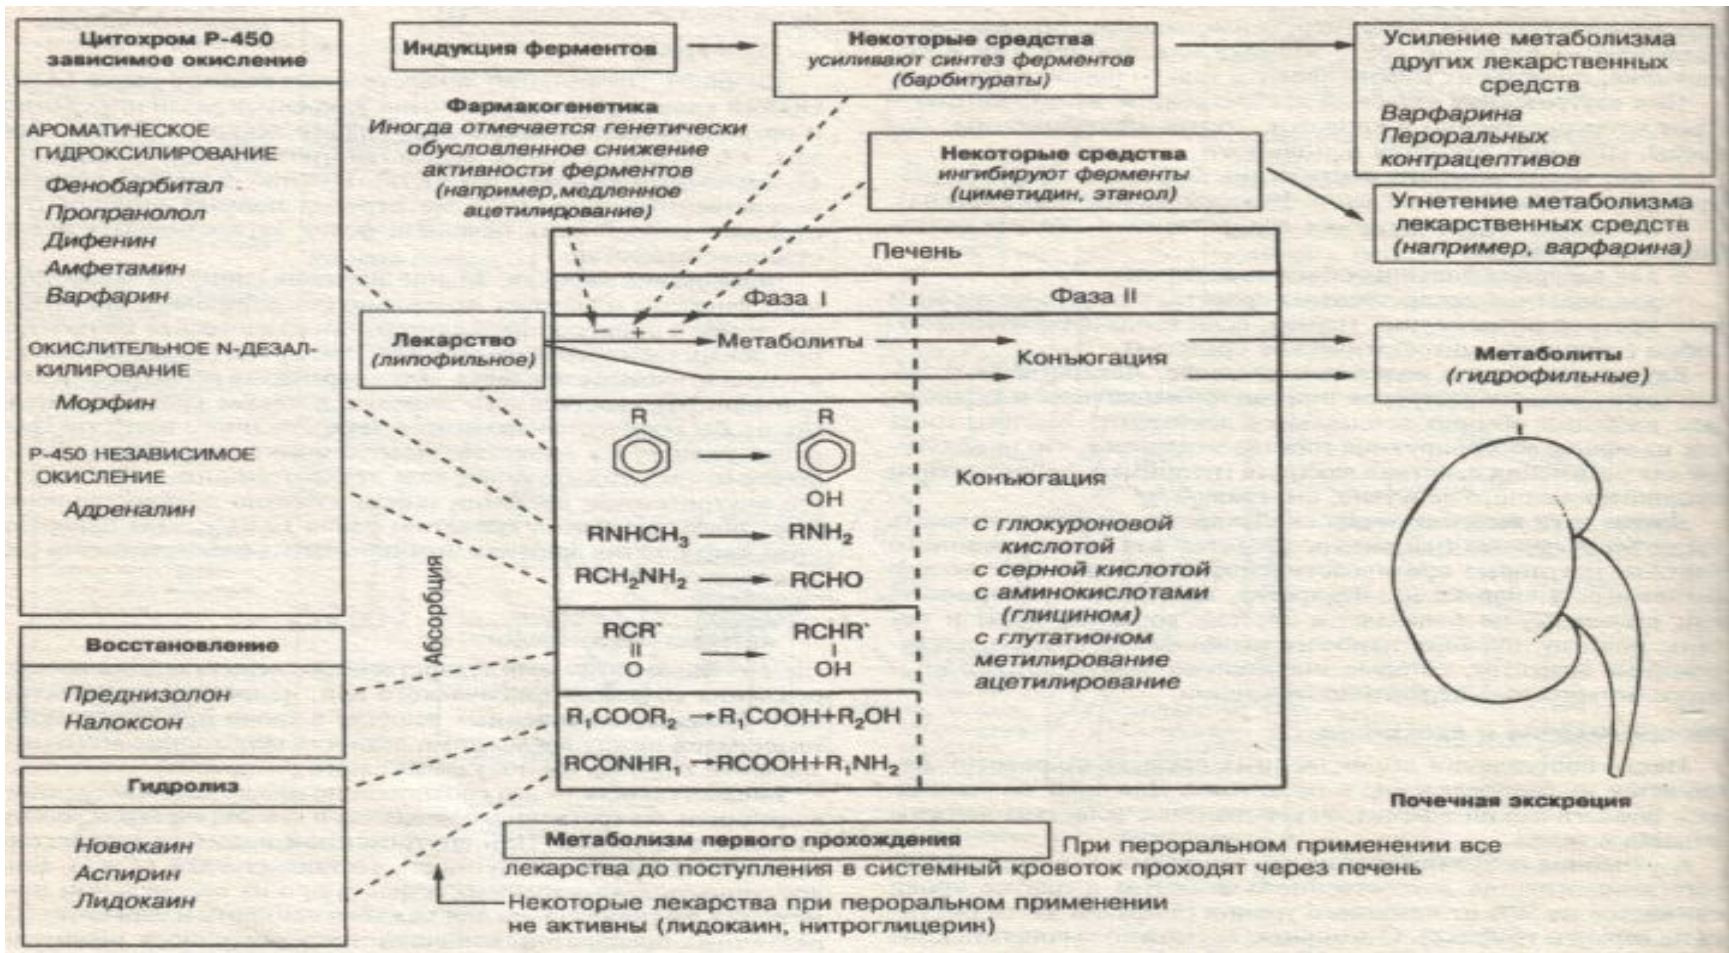 Цитохром Р-450
зависимое окисление
АРОМАТИЧЕСКОЕ
ГИДРОКСИЛИРОВАНИЕ
Фенобарбитал
Пропранолол
Дифенин
Амфетамин
Варфарин
ОКИСЛИТЕЛЬНОЕ N-ДЕЗАЛ-
КИЛИРОВАНИЕ
Морфин
Р-450 НЕЗАВИСИМОЕ
ОКИСЛЕНИЕ
Адреналин
Восстановление
Преднизолон
Налоксон
Гидролиз
Новокаин
Аспирин
Лидокаин
Индукция ферментов
Некоторые средства
усиливают синтез ферментов
(барбитураты)
Усиление метаболизма
других лекарственных
средств
Варфарина
Пероральных
контрацептивов
Фармакогенетика
Иногда отмечается генетически
обусловленное снижение
активности ферментов
(например,медленное
ацетилирование)
Некоторые средства
ингибируют ферменты
(циметидин, этанол)
Угнетение метаболизма
лекарственных средств
(например, варфарина)
Печень
Фаза I
Фаза II
Лекарство
(липофильное)
− + −
Метаболиты
Конъюгация
Метаболиты
(гидрофильные)
R
R
OH
RNHCH₃
RNH₂
RCH₂NH₂
RCHO
RCR`
O
RCHR`
OH
R₁COOR₂ →R₁COOH+R₂OH
RCONHR₁ →RCOOH+R₁NH₂
Конъюгация
с глюкуроновой
кислотой
с серной кислотой
с аминокислотами
(глицином)
с глутатионом
метилирование
ацетилирование
Абсорбция
Почечная экскреция
Метаболизм первого прохождения При пероральном применении все
лекарства до поступления в системный кровоток проходят через печень
Некоторые лекарства при пероральном применении
не активны (лидокаин, нитроглицерин)